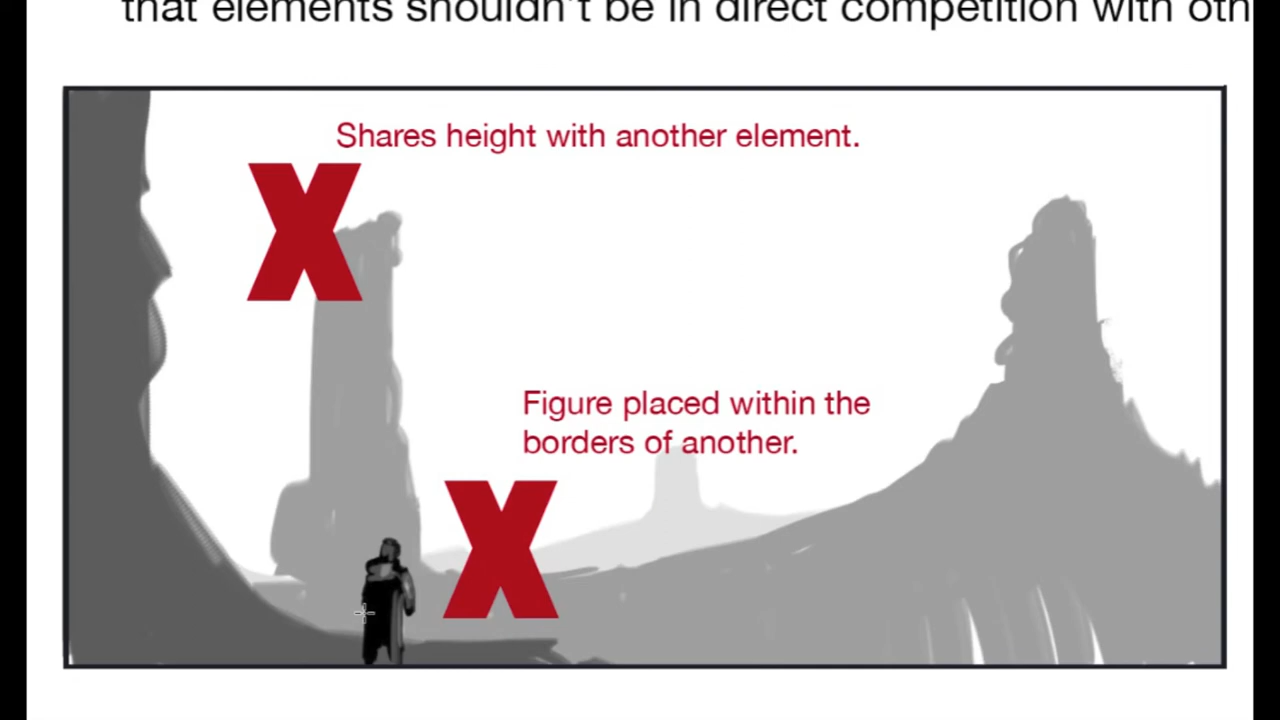 that elements shouldn't be in direct competition with oth
Shares height with another element.
X
Figure placed within the
borders of another.
X